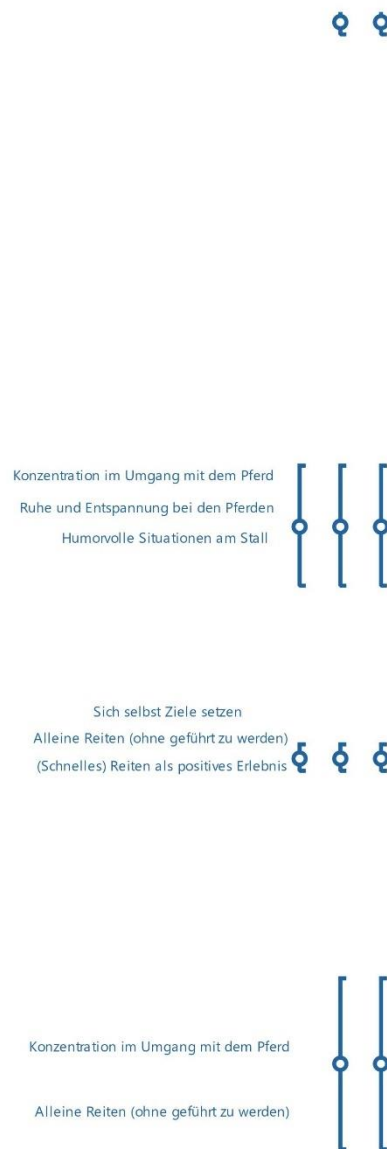 Konzentration im Umgang mit dem Pferd
Ruhe und Entspannung bei den Pferden
Humorvolle Situationen am Stall
Sich selbst Ziele setzen
Alleine Reiten (ohne geführt zu werden)
(Schnelles) Reiten als positives Erlebnis
Konzentration im Umgang mit dem Pferd
Alleine Reiten (ohne geführt zu werden)